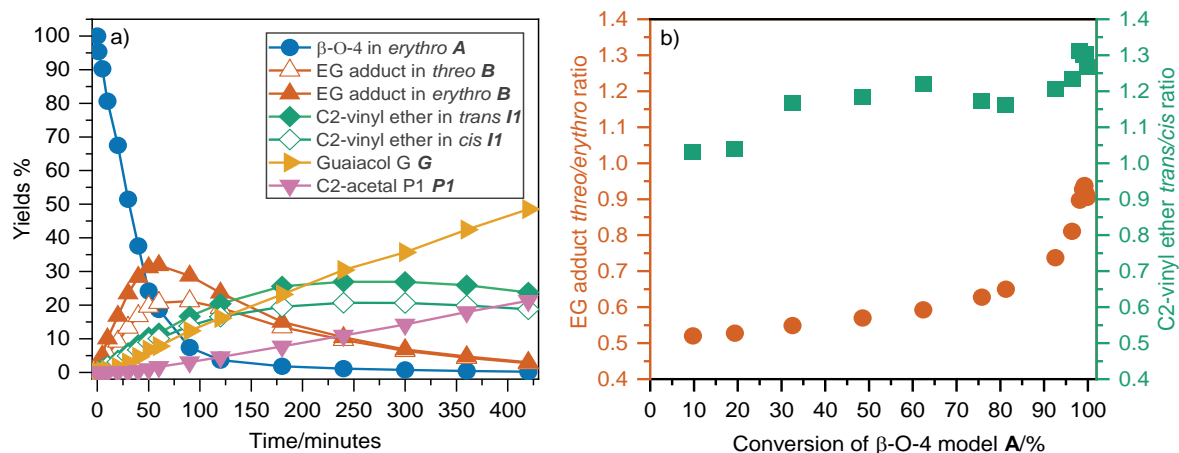 a)
100
90
80
70
60
50
40
30
20
10
0
Yields %
β-O-4 in erythro A
EG adduct in threo B
EG adduct in erythro B
C2-vinyl ether in trans I1
C2-vinyl ether in cis I1
Guaiacol G G
C2-acetal P1 P1
0 50 100 150 200 250 300 350 400
Time/minutes
b)
1.4
1.3
1.2
1.1
1.0
0.9
0.8
0.7
0.6
0.5
0.4
EG adduct threo/erythro ratio
1.4
1.3
1.2
1.1
1.0
0.9
0.8
0.7
0.6
0.5
0.4
C2-vinyl ether trans/cis ratio
0 10 20 30 40 50 60 70 80 90 100
Conversion of β-O-4 model A/%